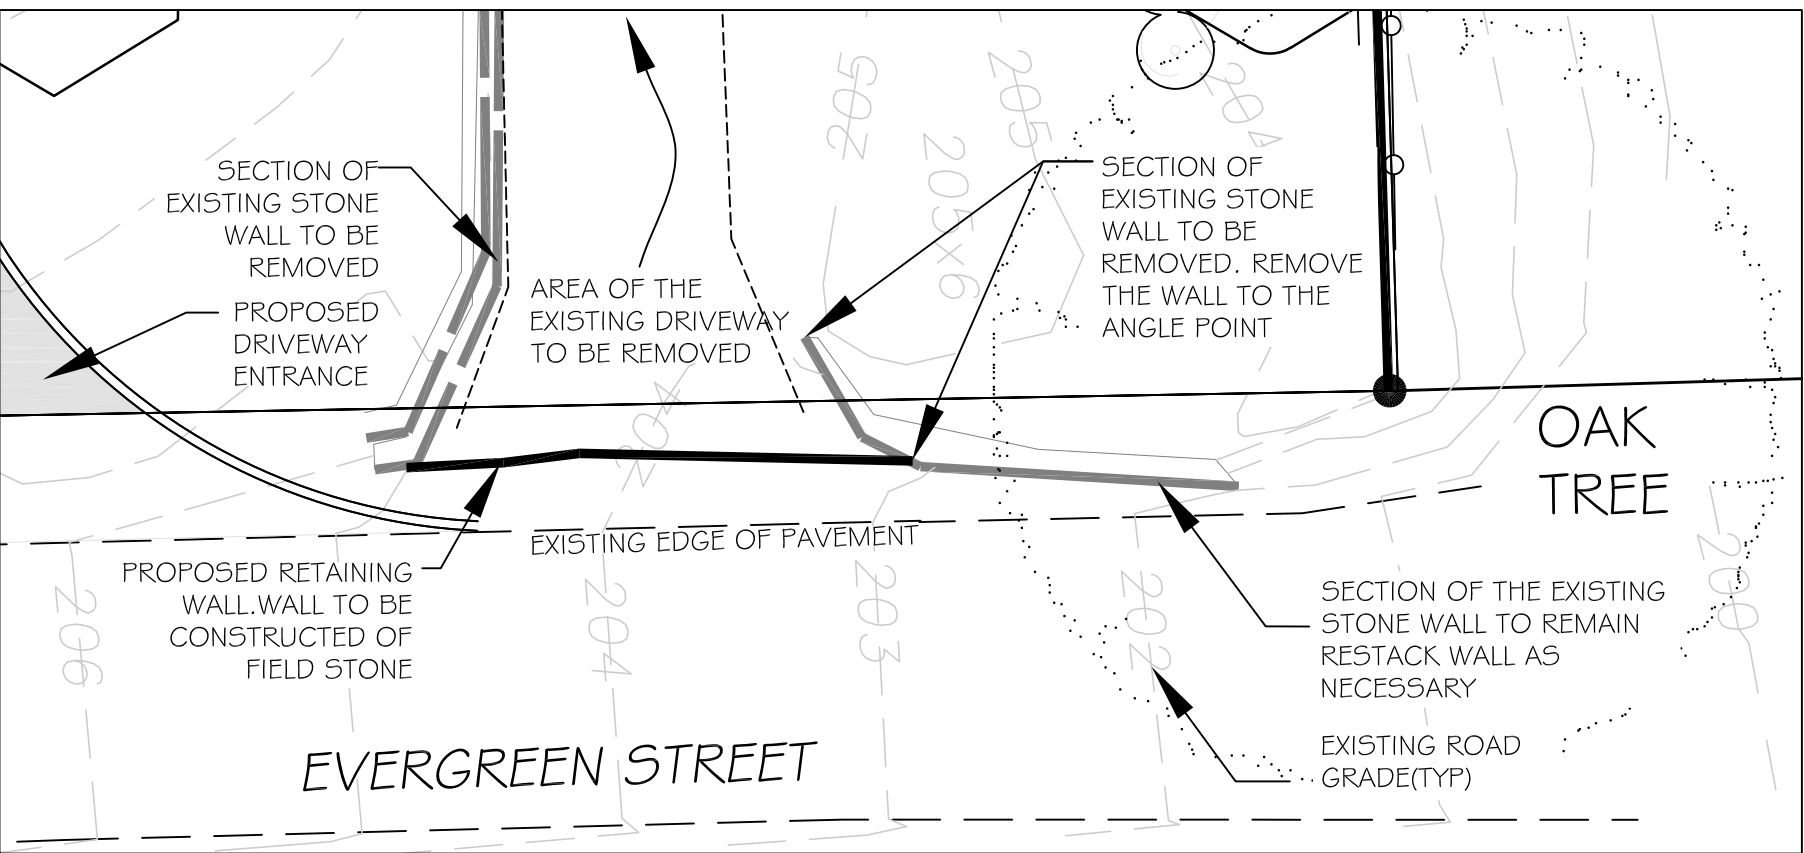 205
205
204
205x6
SECTION OF
EXISTING STONE
WALL TO BE
REMOVED
PROPOSED
DRIVEWAY
ENTRANCE
AREA OF THE
EXISTING DRIVEWAY
TO BE REMOVED
SECTION OF
EXISTING STONE
WALL TO BE
REMOVED. REMOVE
THE WALL TO THE
ANGLE POINT
204
OAK
TREE
EXISTING EDGE OF PAVEMENT
PROPOSED RETAINING
WALL.WALL TO BE
CONSTRUCTED OF
FIELD STONE
206
204
203
202
200
SECTION OF THE EXISTING
STONE WALL TO REMAIN
RESTACK WALL AS
NECESSARY
EXISTING ROAD
GRADE(TYP)
EVERGREEN STREET